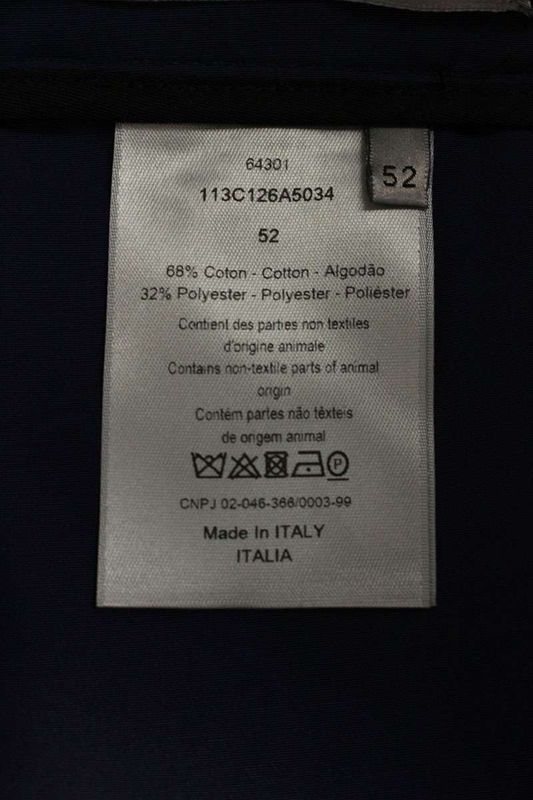 64301
113C126A5034
52
52
68% Coton - Cotton - Algodão
32% Polyester - Polyester - Poliéster
Contient des parties non textiles
d'origine animale
Contains non-textile parts of animal
origin
Contém partes não têxteis
de origem animal
P
CNPJ 02-046-366/0003-99
Made In ITALY
ITALIA